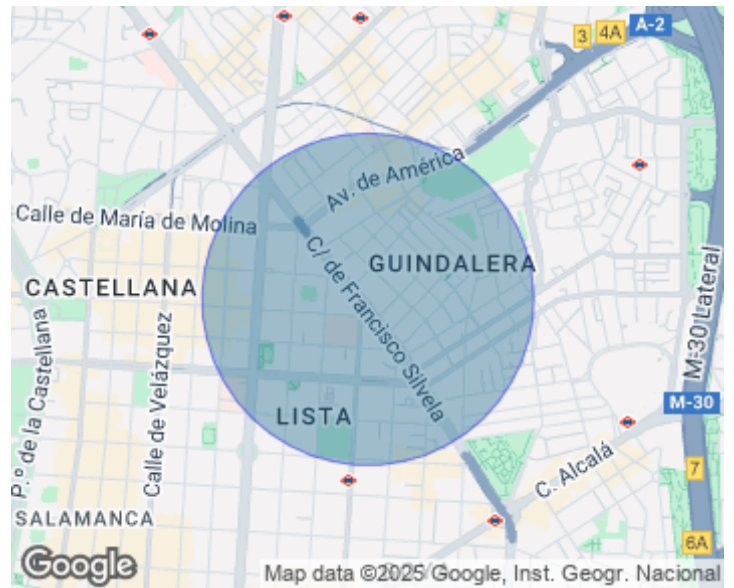 3
4A
A-2
Av. de América
Calle de María de Molina
C/ de Francisco Silvela
GUINDALERA
CASTELLANA
P.º de la Castellana
Calle de Velázquez
M-30 Lateral
LISTA
M-30
C. Alcalá
7
SALAMANCA
6A
Google
Map data ©2025 Google, Inst. Geogr. Nacional